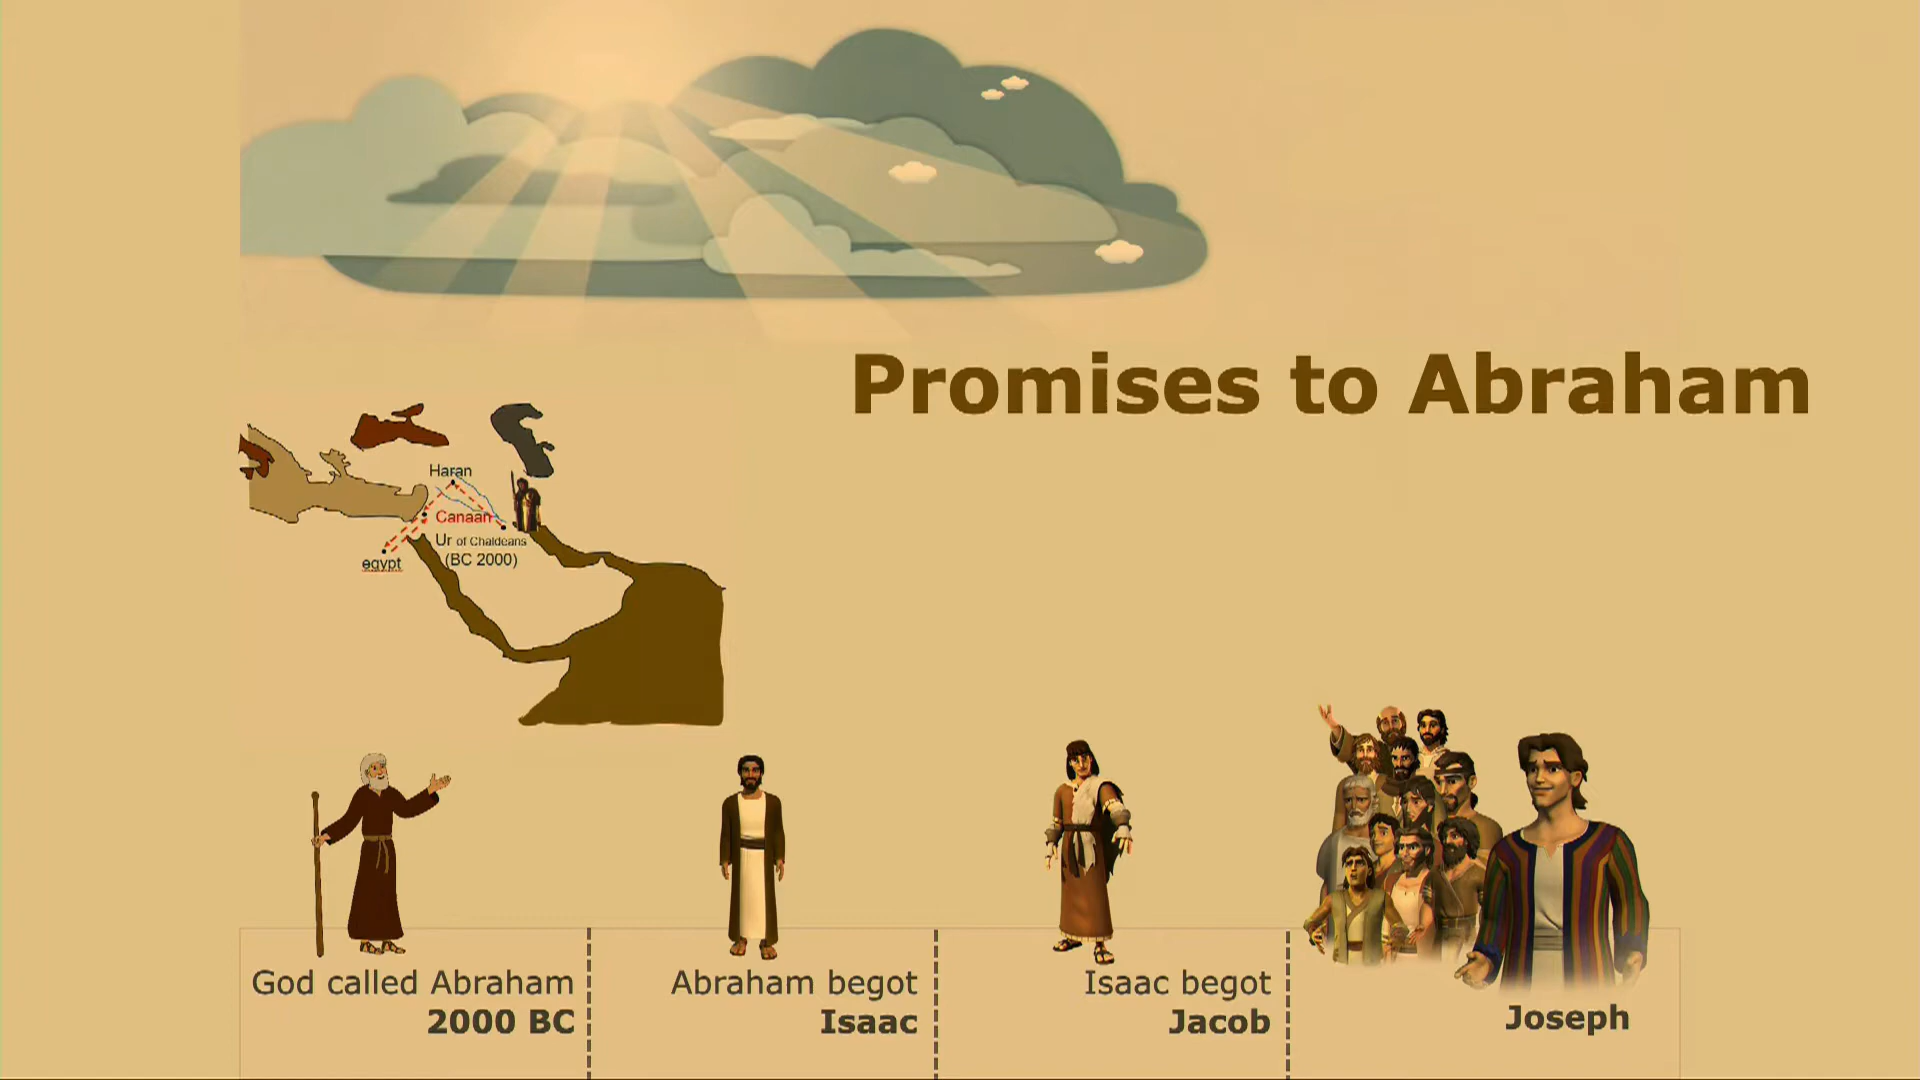 Promises to Abraham
Haran
Canaan
Ur of Chaldeans
(BC 2000)
egypt
God called Abraham
2000 BC
Abraham begot
Isaac
Isaac begot
Jacob
Joseph